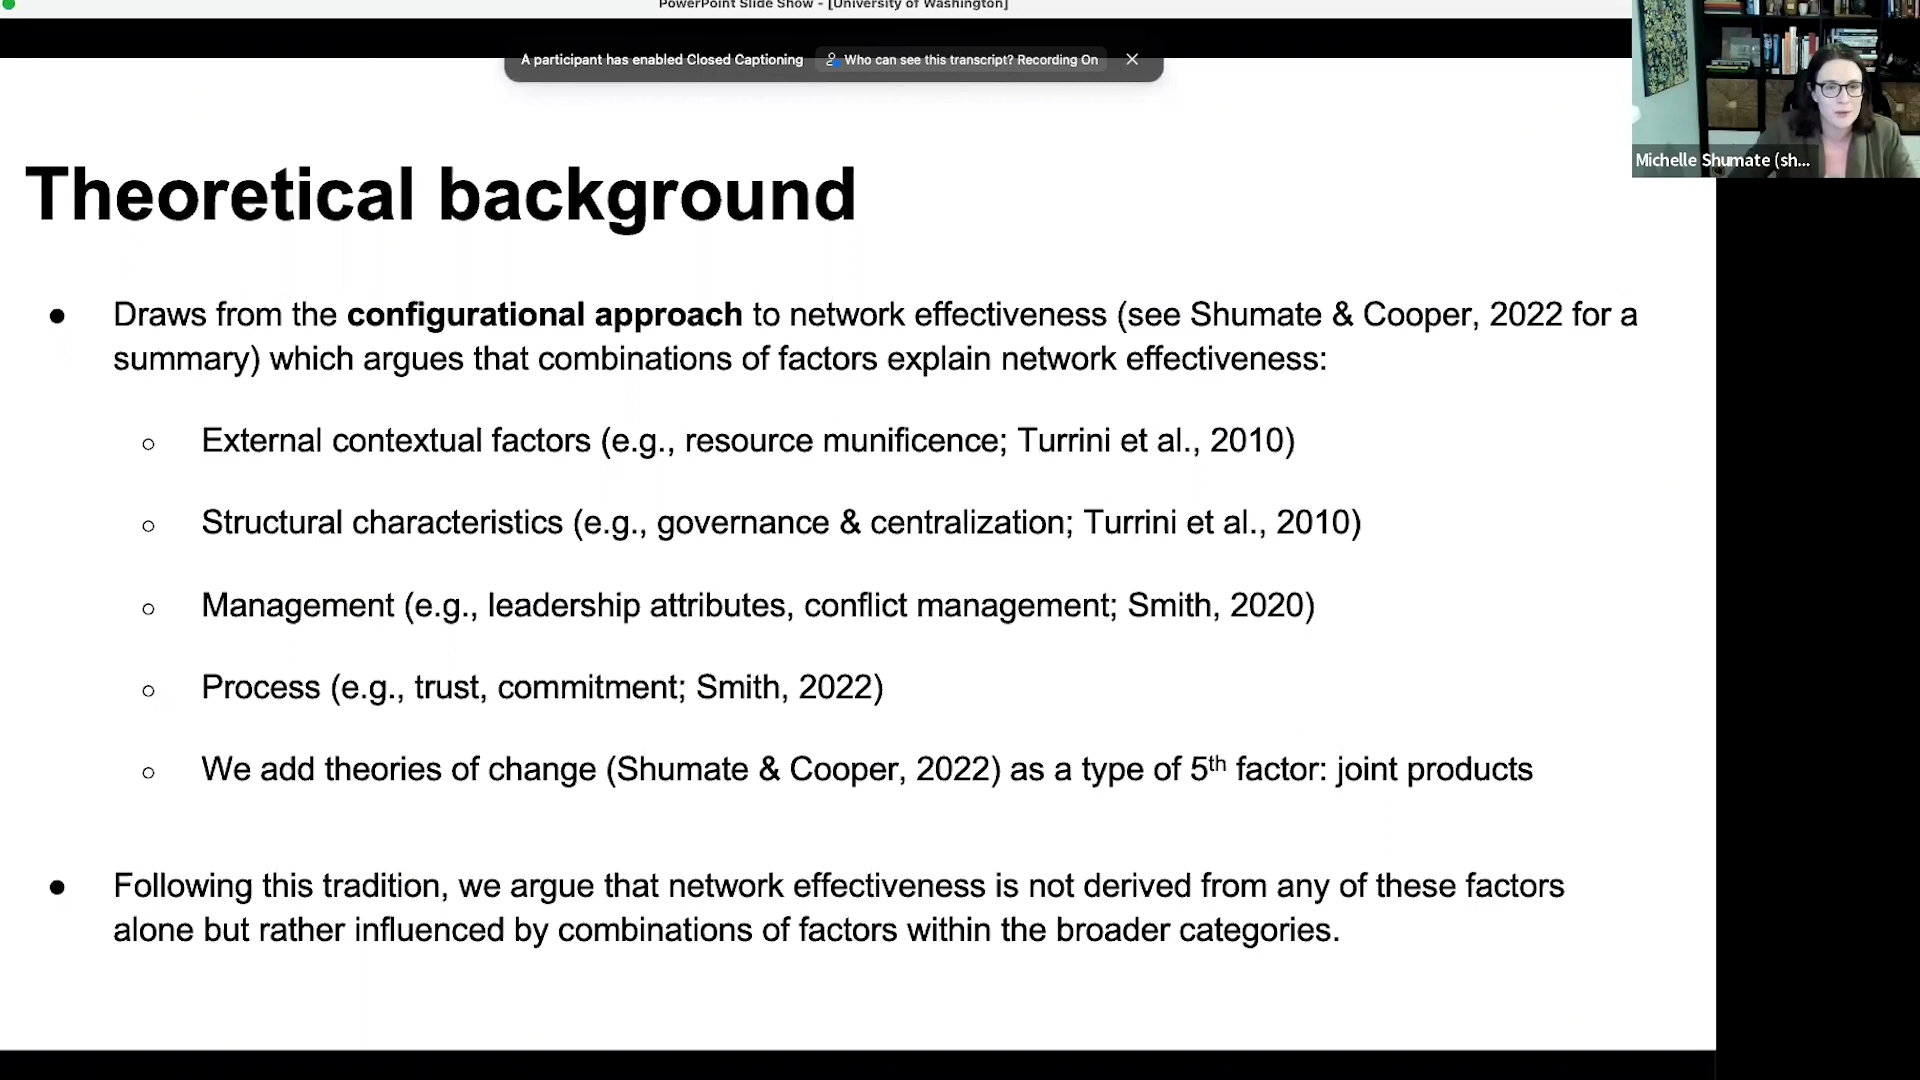 PowerPoint Slide Show - [University of Washington]
A participant has enabled Closed Captioning Who can see this transcript? Recording On
Michelle Shumate (sh...
Theoretical background
● Draws from the configurational approach to network effectiveness (see Shumate & Cooper, 2022 for a
summary) which argues that combinations of factors explain network effectiveness:
○ External contextual factors (e.g., resource munificence; Turrini et al., 2010)
○ Structural characteristics (e.g., governance & centralization; Turrini et al., 2010)
○ Management (e.g., leadership attributes, conflict management; Smith, 2020)
○ Process (e.g., trust, commitment; Smith, 2022)
○ We add theories of change (Shumate & Cooper, 2022) as a type of 5th factor: joint products
● Following this tradition, we argue that network effectiveness is not derived from any of these factors
alone but rather influenced by combinations of factors within the broader categories.